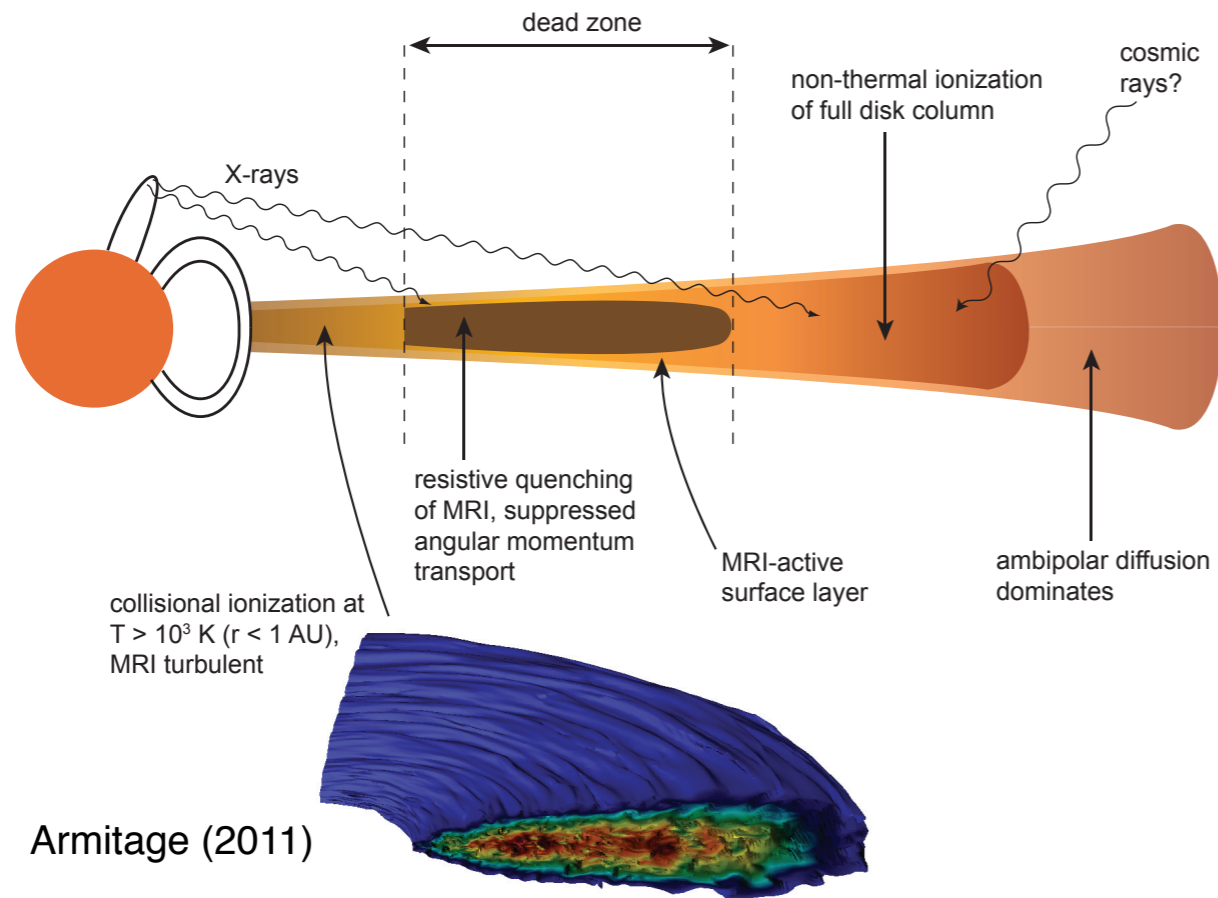 dead zone
cosmic
rays?
non-thermal ionization
of full disk column
X-rays
resistive quenching
of MRI, suppressed
angular momentum
transport
MRI-active
surface layer
ambipolar diffusion
dominates
collisional ionization at
T > 10³ K (r < 1 AU),
MRI turbulent
Armitage (2011)